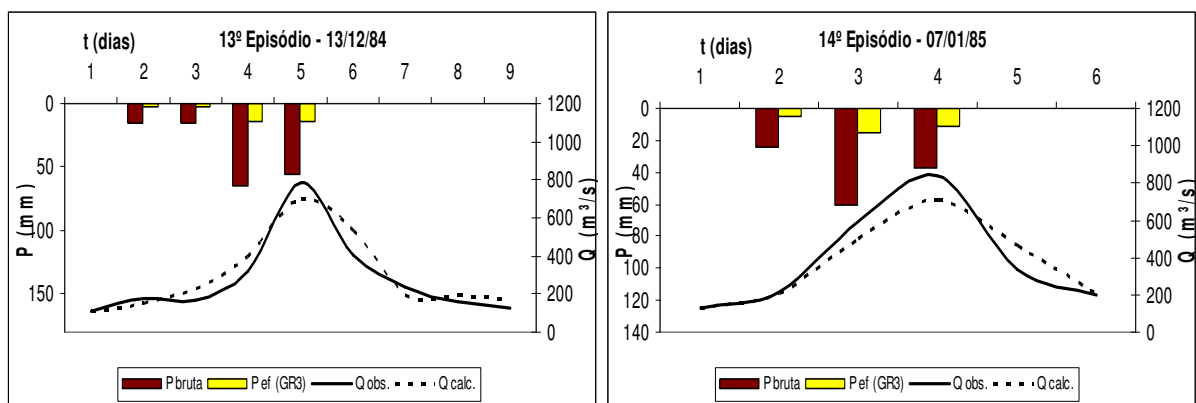 13º Episódio - 13/12/84
t (dias)
1 2 3 4 5 6 7 8 9
0
50
100
150
P (mm)
1200
1000
800
600
400
200
0
Q (m³/s)
P bruta P ef (GR3) Q obs. Q calc.
14º Episódio - 07/01/85
t (dias)
1 2 3 4 5 6
0
20
40
60
80
100
120
140
P (mm)
1200
1000
800
600
400
200
0
Q (m³/s)
P bruta P ef (GR3) Q obs. Q calc.